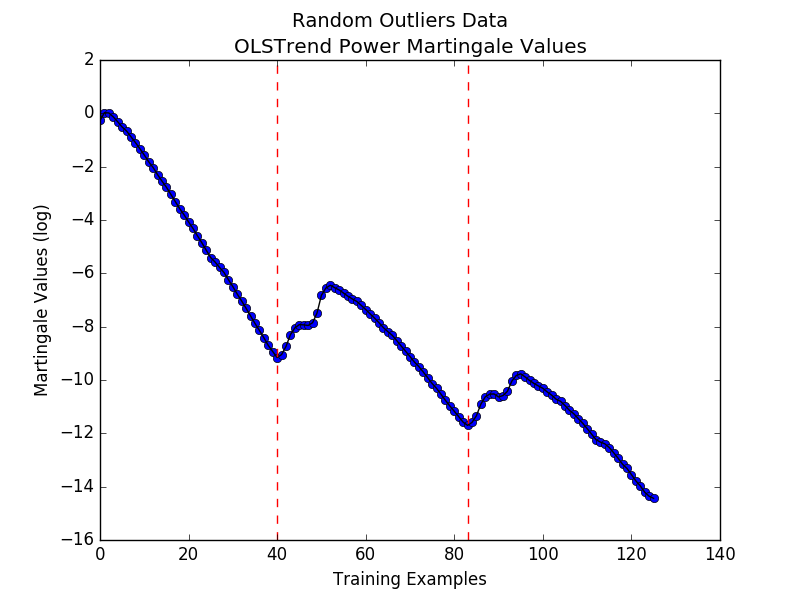 Random Outliers Data
OLSTrend Power Martingale Values
2
0
−2
−4
−6
−8
−10
−12
−14
−16
Martingale Values (log)
0 20 40 60 80 100 120 140
Training Examples